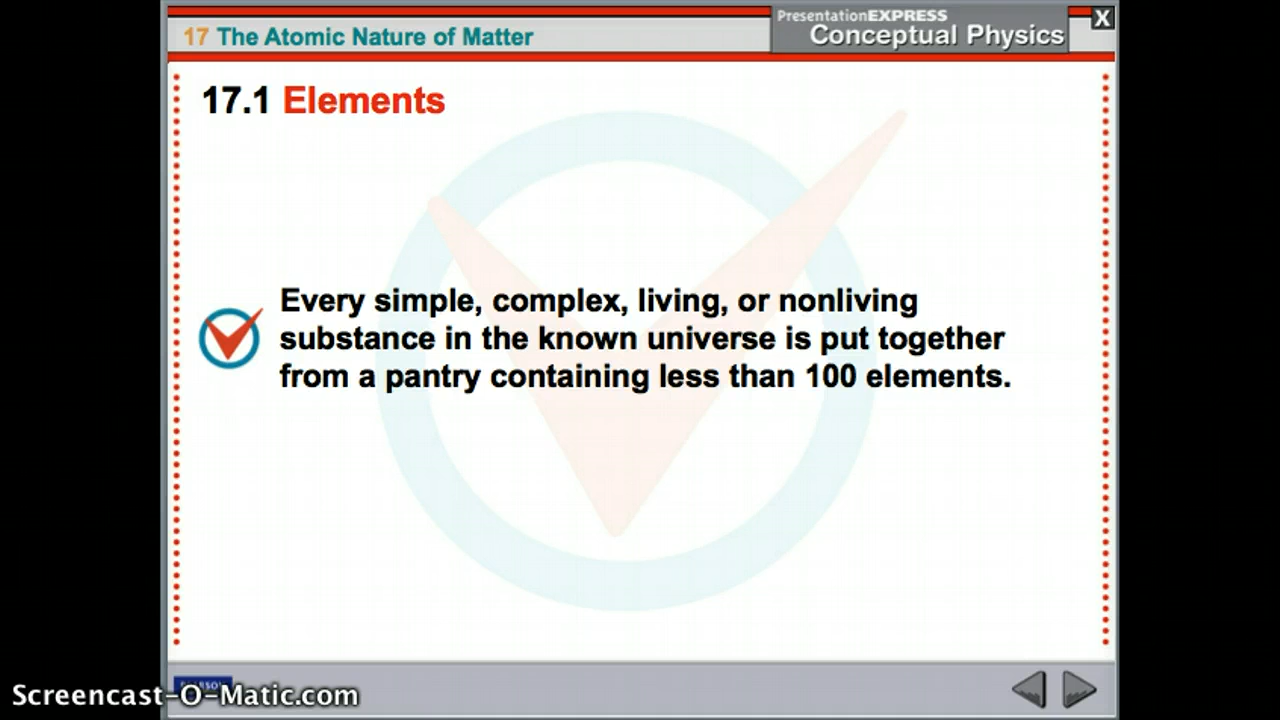 PresentationEXPRESS
X
17 The Atomic Nature of Matter
Conceptual Physics
17.1 Elements
Every simple, complex, living, or nonliving
substance in the known universe is put together
from a pantry containing less than 100 elements.
PEARSON
Screencast-O-Matic.com